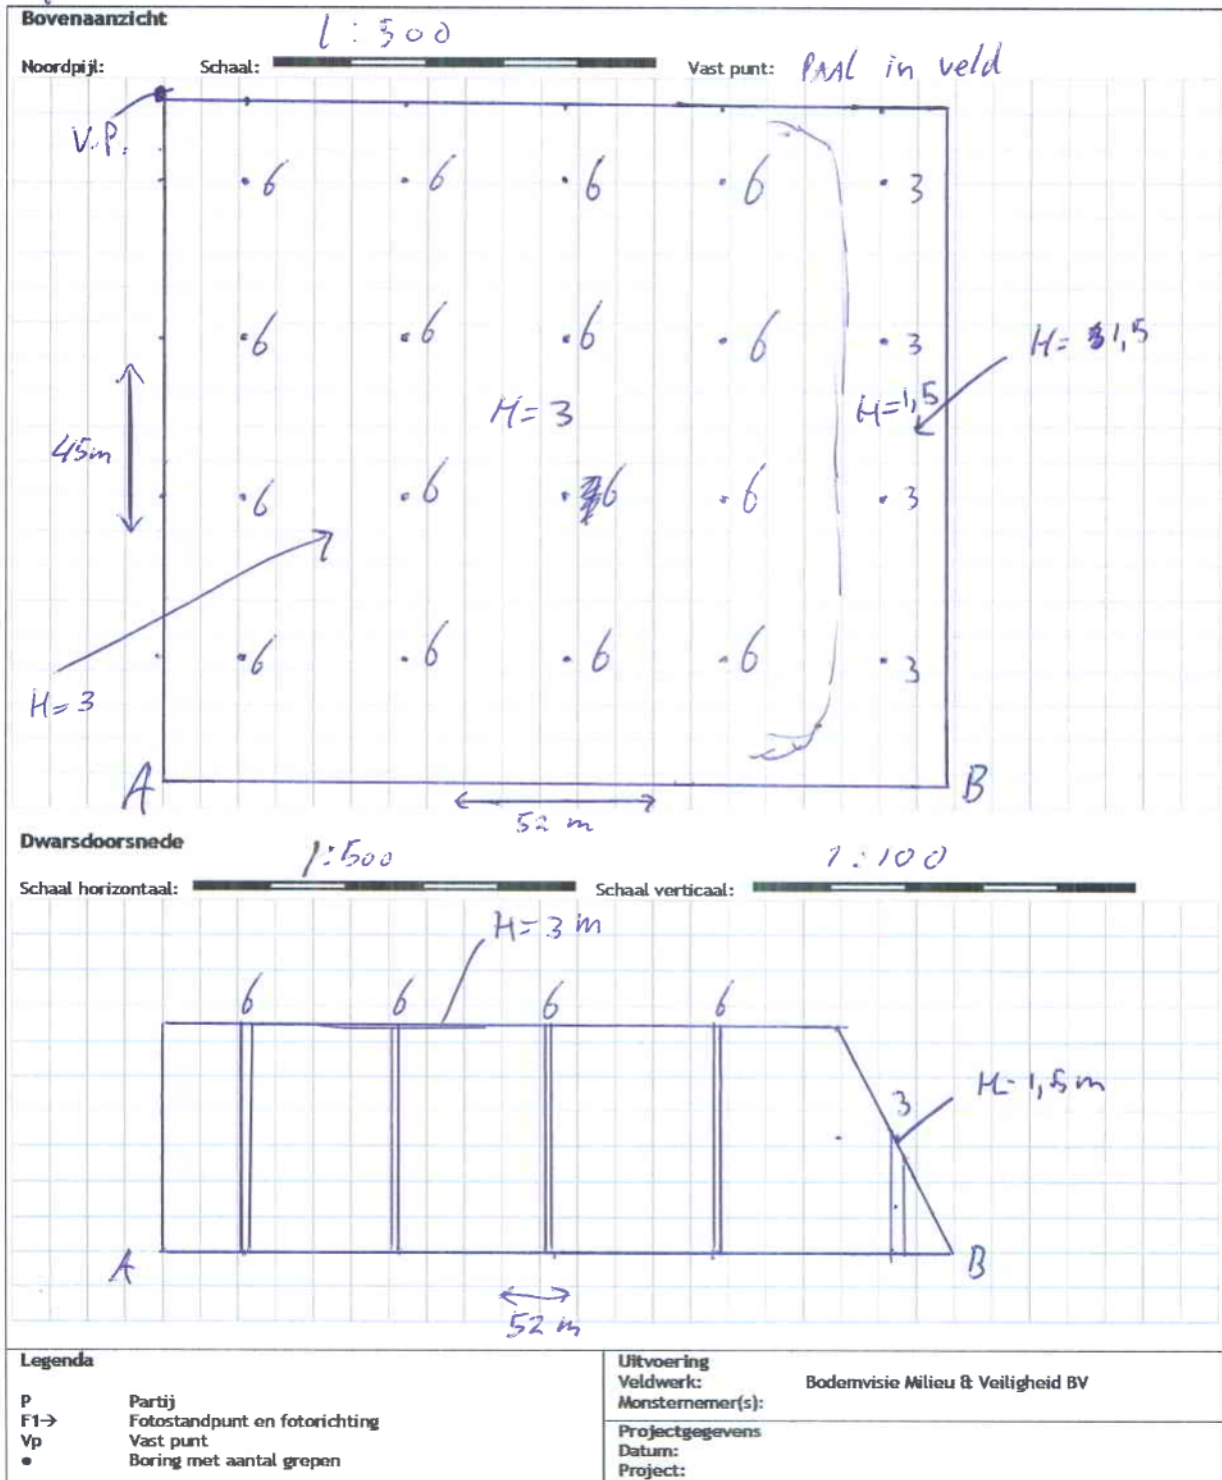 Bovenaanzicht
1:500
Noordpijl: Schaal: Vast punt: PAAL in veld
V.P.
6 6 6 6 3
6 6 6 6 3
H= 1,5
H= 3 H=1,5
45m
6 6 6 6 3
6 6 6 6 3
H= 3
A B
52 m
Dwarsdoorsnede
1:500 1:100
Schaal horizontaal: Schaal verticaal:
H= 3 m
6 6 6 6
3 H= 1,5m
A B
52 m
Legenda
P Partij
F1→ Fotostandpunt en fotorichting
Vp Vast punt
• Boring met aantal grepen
Uitvoering
Veldwerk: Bodemvisie Milieu & Veiligheid BV
Monsternemer(s):
Projectgegevens
Datum:
Project: